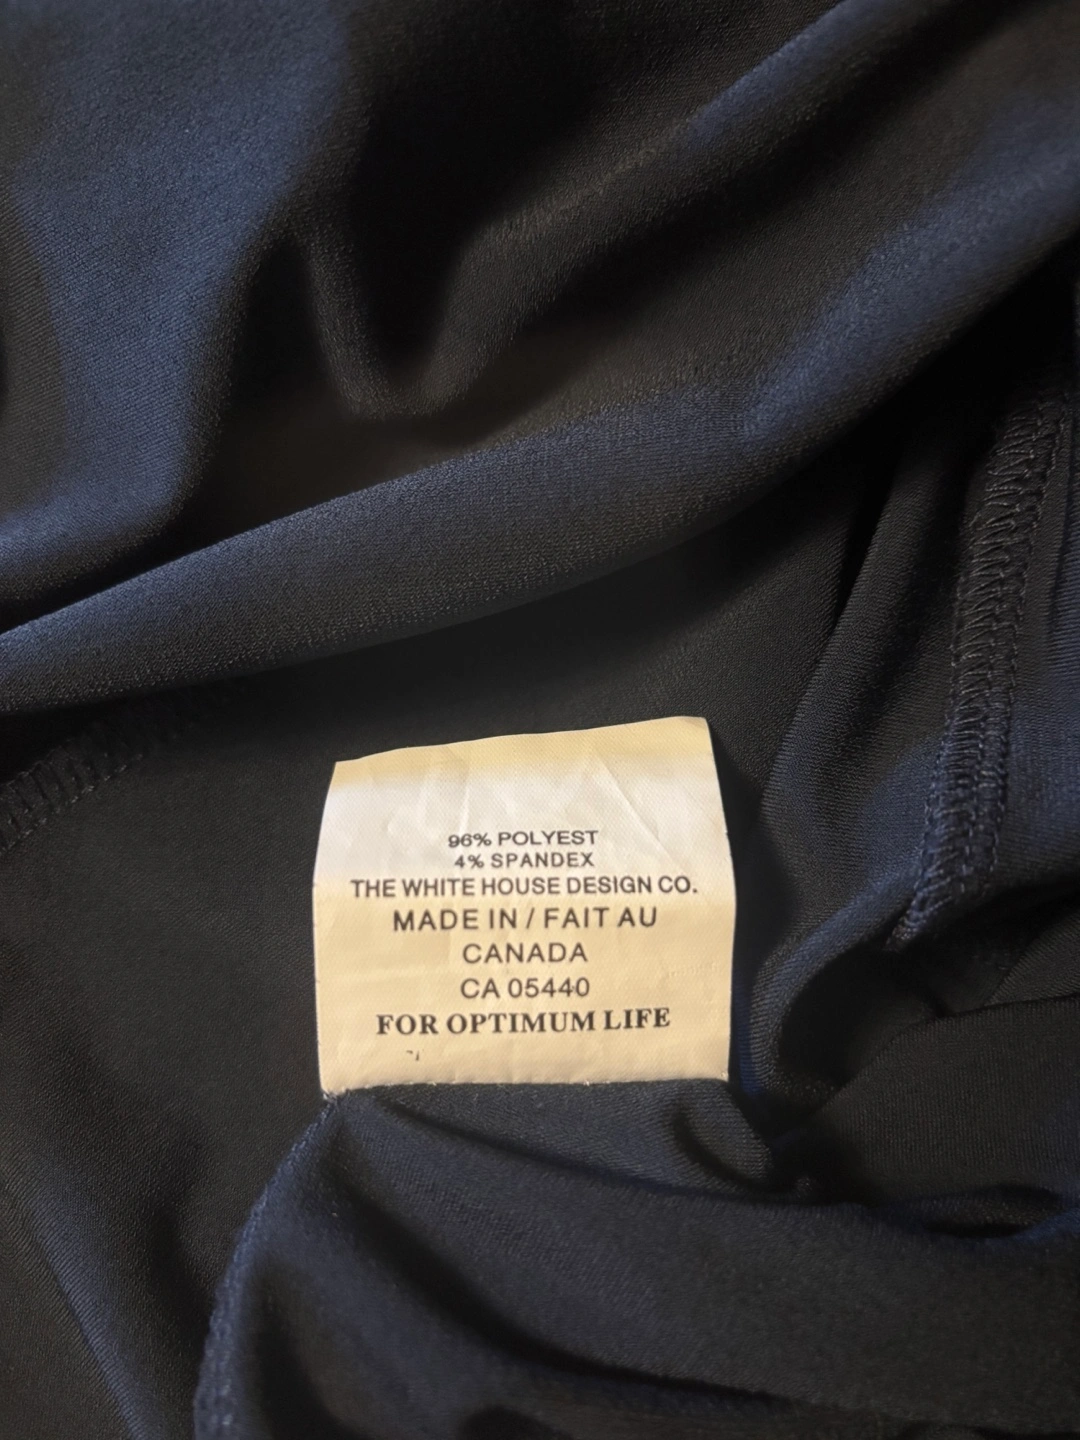 96% POLYEST
4% SPANDEX
THE WHITE HOUSE DESIGN CO.
MADE IN / FAIT AU
CANADA
CA 05440
FOR OPTIMUM LIFE